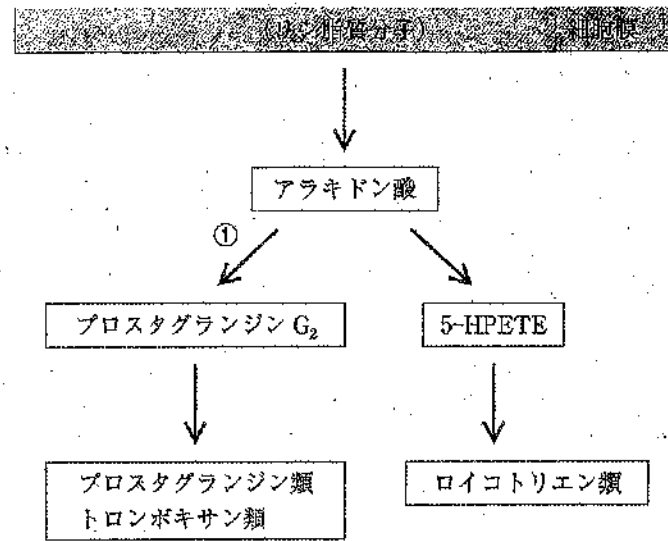 (リン脂質分子) 細胞膜
アラキドン酸
①
プロスタグランジンG₂ 5-HPETE
プロスタグランジン類
トロンボキサン類
ロイコトリエン類